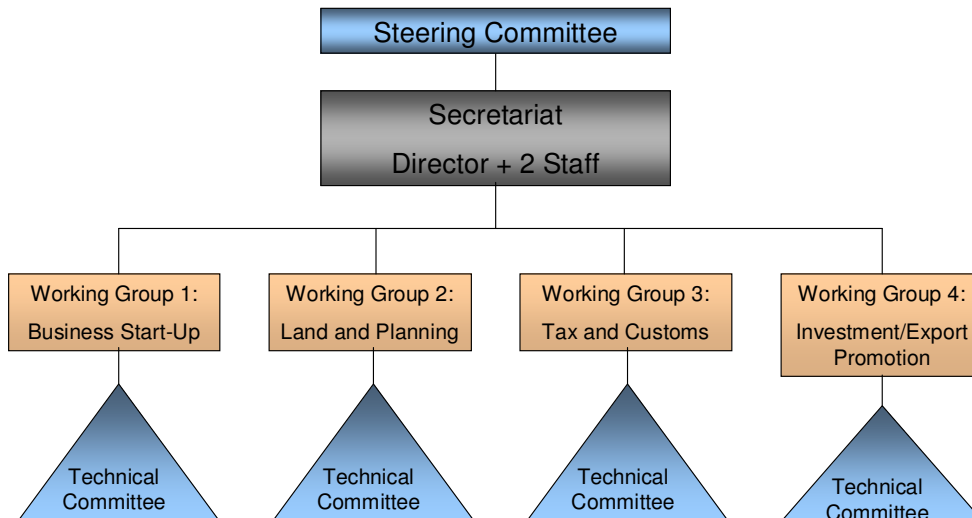 Steering Committee
Secretariat
Director + 2 Staff
Working Group 1:
Business Start-Up
Working Group 2:
Land and Planning
Working Group 3:
Tax and Customs
Working Group 4:
Investment/Export
Promotion
Technical
Committee
Technical
Committee
Technical
Committee
Technical
Committee